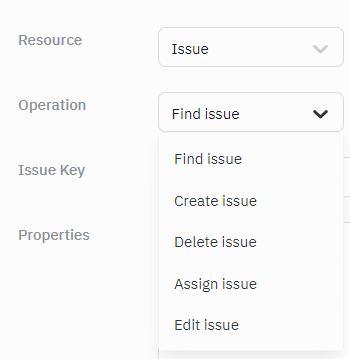 Resource
Issue
Operation
Find issue
Find issue
Issue Key
Create issue
Properties
Delete issue
Assign issue
Edit issue